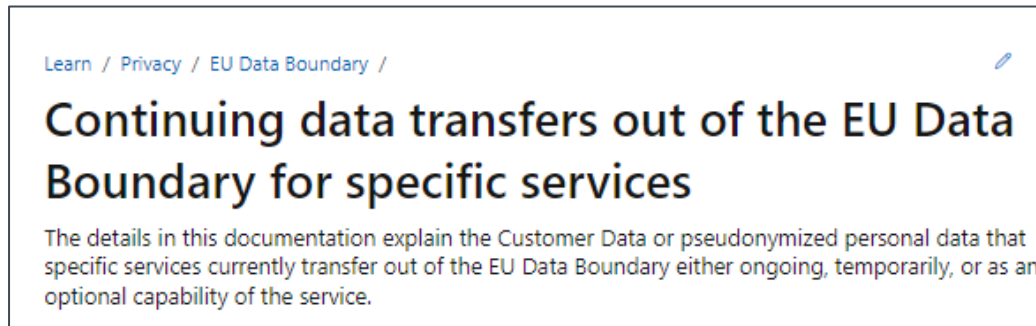 Learn / Privacy / EU Data Boundary /
Continuing data transfers out of the EU Data
Boundary for specific services
The details in this documentation explain the Customer Data or pseudonymized personal data that
specific services currently transfer out of the EU Data Boundary either ongoing, temporarily, or as an
optional capability of the service.